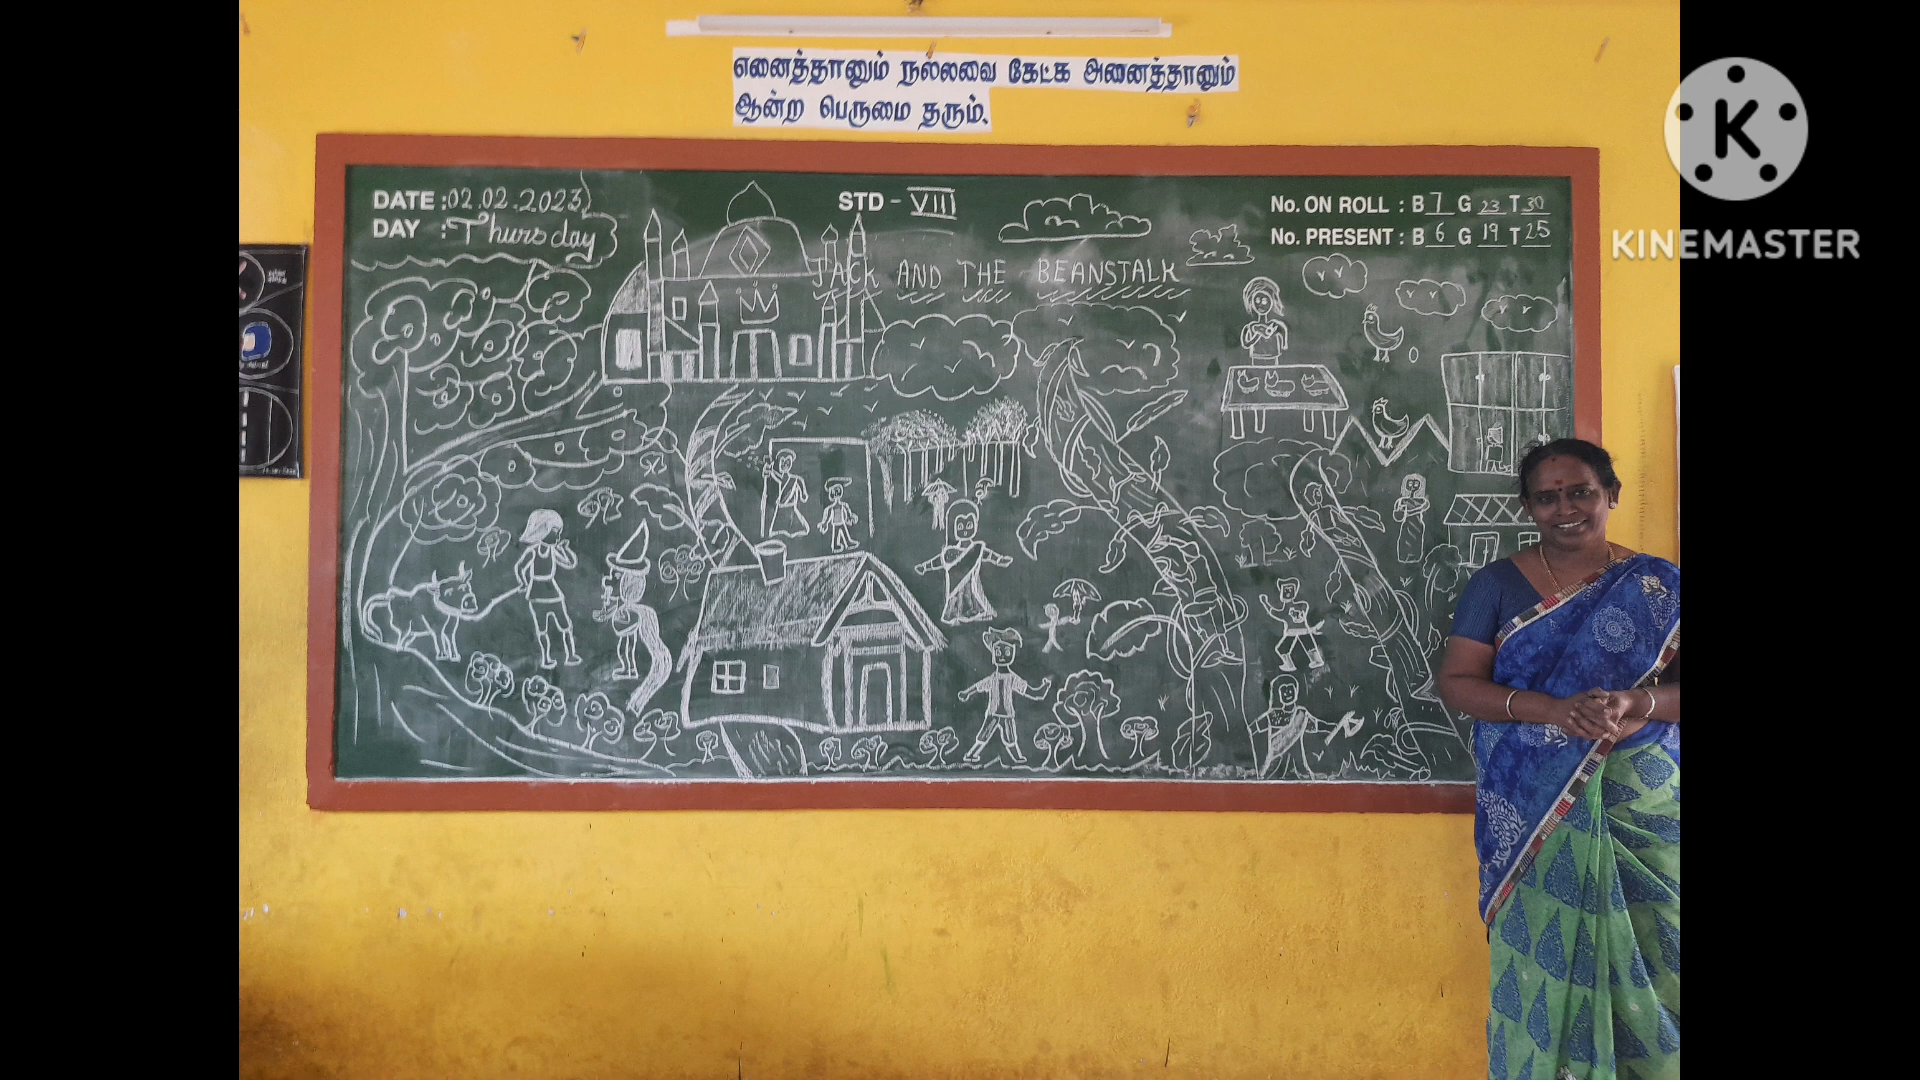 எனைத்தானும் நல்லவை கேட்க அனைத்தானும்
ஆன்ற பெருமை தரும்.
DATE : 02.02.2023
DAY : Thursday
STD - VIII
No. ON ROLL : B 7 G 23 T 30
No. PRESENT : B 6 G 19 T 25
JACK AND THE BEANSTALK
K
KINEMASTER